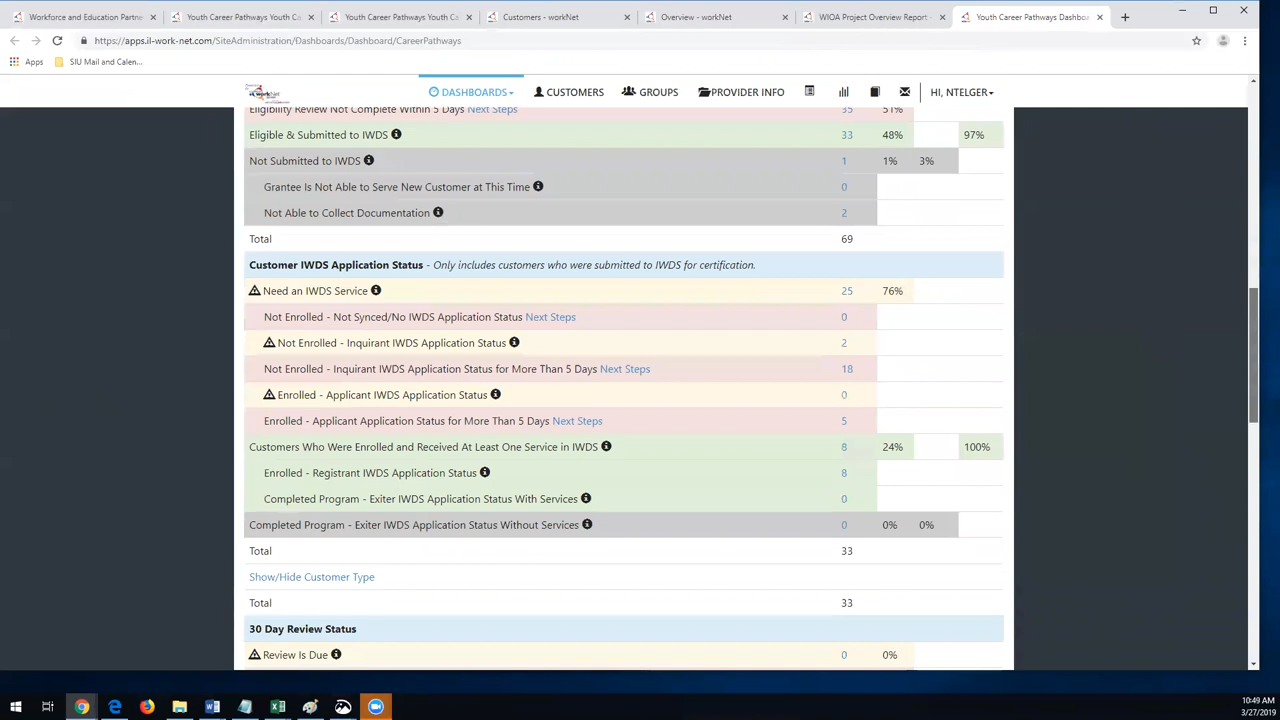 Workforce and Education Partne
Youth Career Pathways Youth Ca
Youth Career Pathways Youth Ca
Customers - workNet
Overview - workNet
WIOA Project Overview Report -
Youth Career Pathways Dashboa
https://apps.il-work-net.com/SiteAdministration/Dashboards/Dashboard/CareerPathways
Apps SIU Mail and Calen...
DASHBOARDS CUSTOMERS GROUPS PROVIDER INFO HI, NTELGER
Eligibility Review Not Complete Within 5 Days Next Steps 35 51%
Eligible & Submitted to IWDS 33 48% 97%
Not Submitted to IWDS 1 1% 3%
Grantee Is Not Able to Serve New Customer at This Time 0
Not Able to Collect Documentation 2
Total 69
Customer IWDS Application Status - Only includes customers who were submitted to IWDS for certification.
Need an IWDS Service 25 76%
Not Enrolled - Not Synced/No IWDS Application Status Next Steps 0
Not Enrolled - Inquirant IWDS Application Status 2
Not Enrolled - Inquirant IWDS Application Status for More Than 5 Days Next Steps 18
Enrolled - Applicant IWDS Application Status 0
Enrolled - Applicant Application Status for More Than 5 Days Next Steps 5
Customers Who Were Enrolled and Received At Least One Service in IWDS 8 24% 100%
Enrolled - Registrant IWDS Application Status 8
Completed Program - Exiter IWDS Application Status With Services 0
Completed Program - Exiter IWDS Application Status Without Services 0 0% 0%
Total 33
Show/Hide Customer Type
Total 33
30 Day Review Status
Review Is Due 0 0%
10:49 AM
3/27/2019